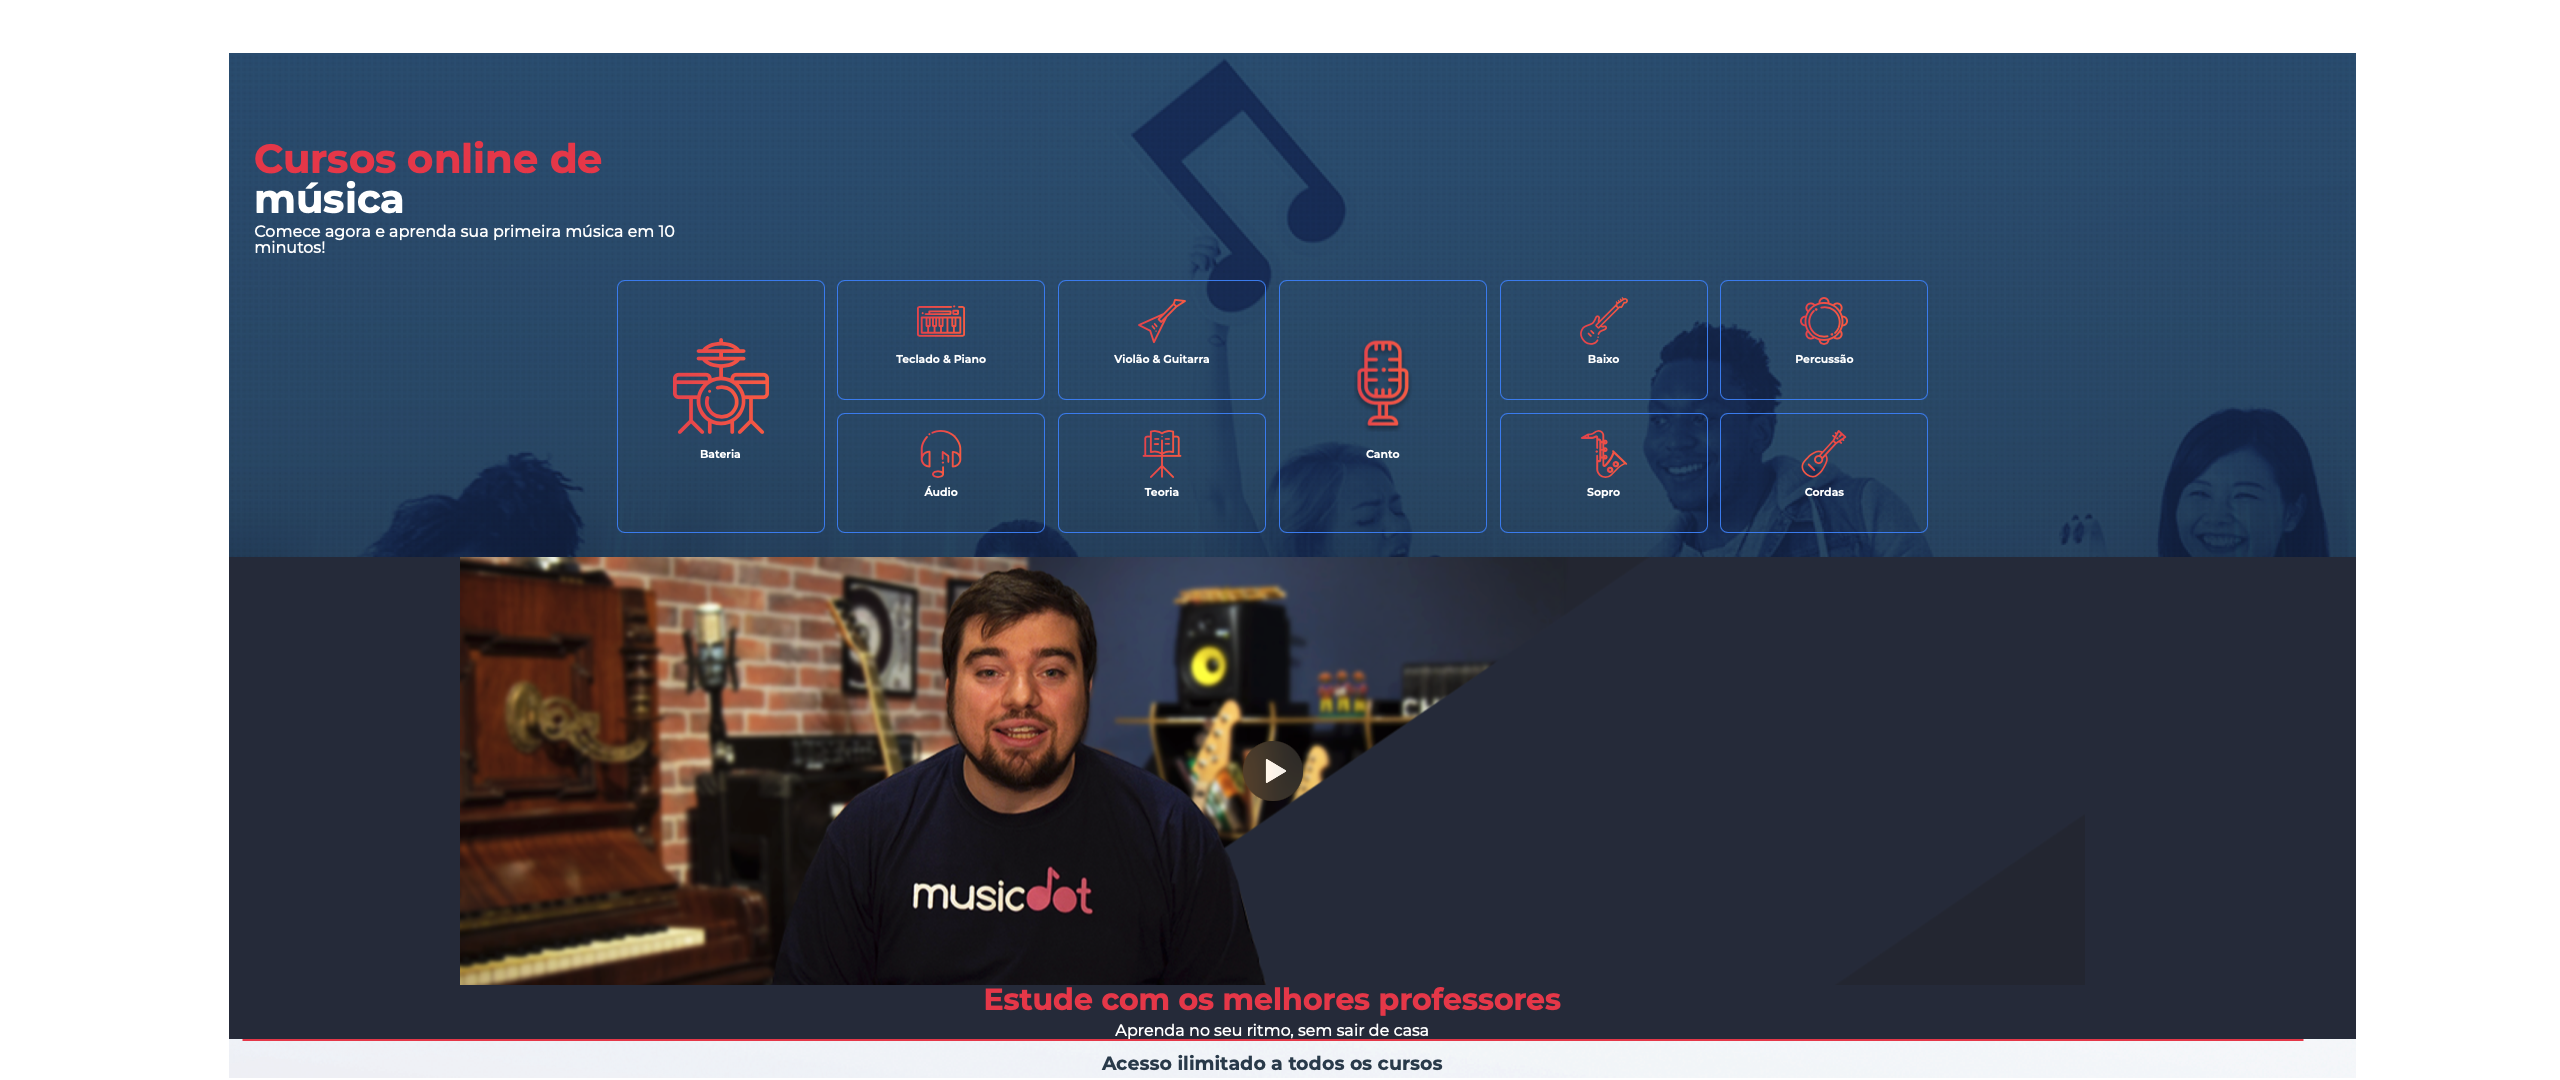 Cursos online de
música
Comece agora e aprenda sua primeira música em 10
minutos!
Bateria
Teclado & Piano
Violão & Guitarra
Canto
Baixo
Percussão
Áudio
Teoria
Sopro
Cordas
musicdot
Estude com os melhores professores
Aprenda no seu ritmo, sem sair de casa
Acesso ilimitado a todos os cursos